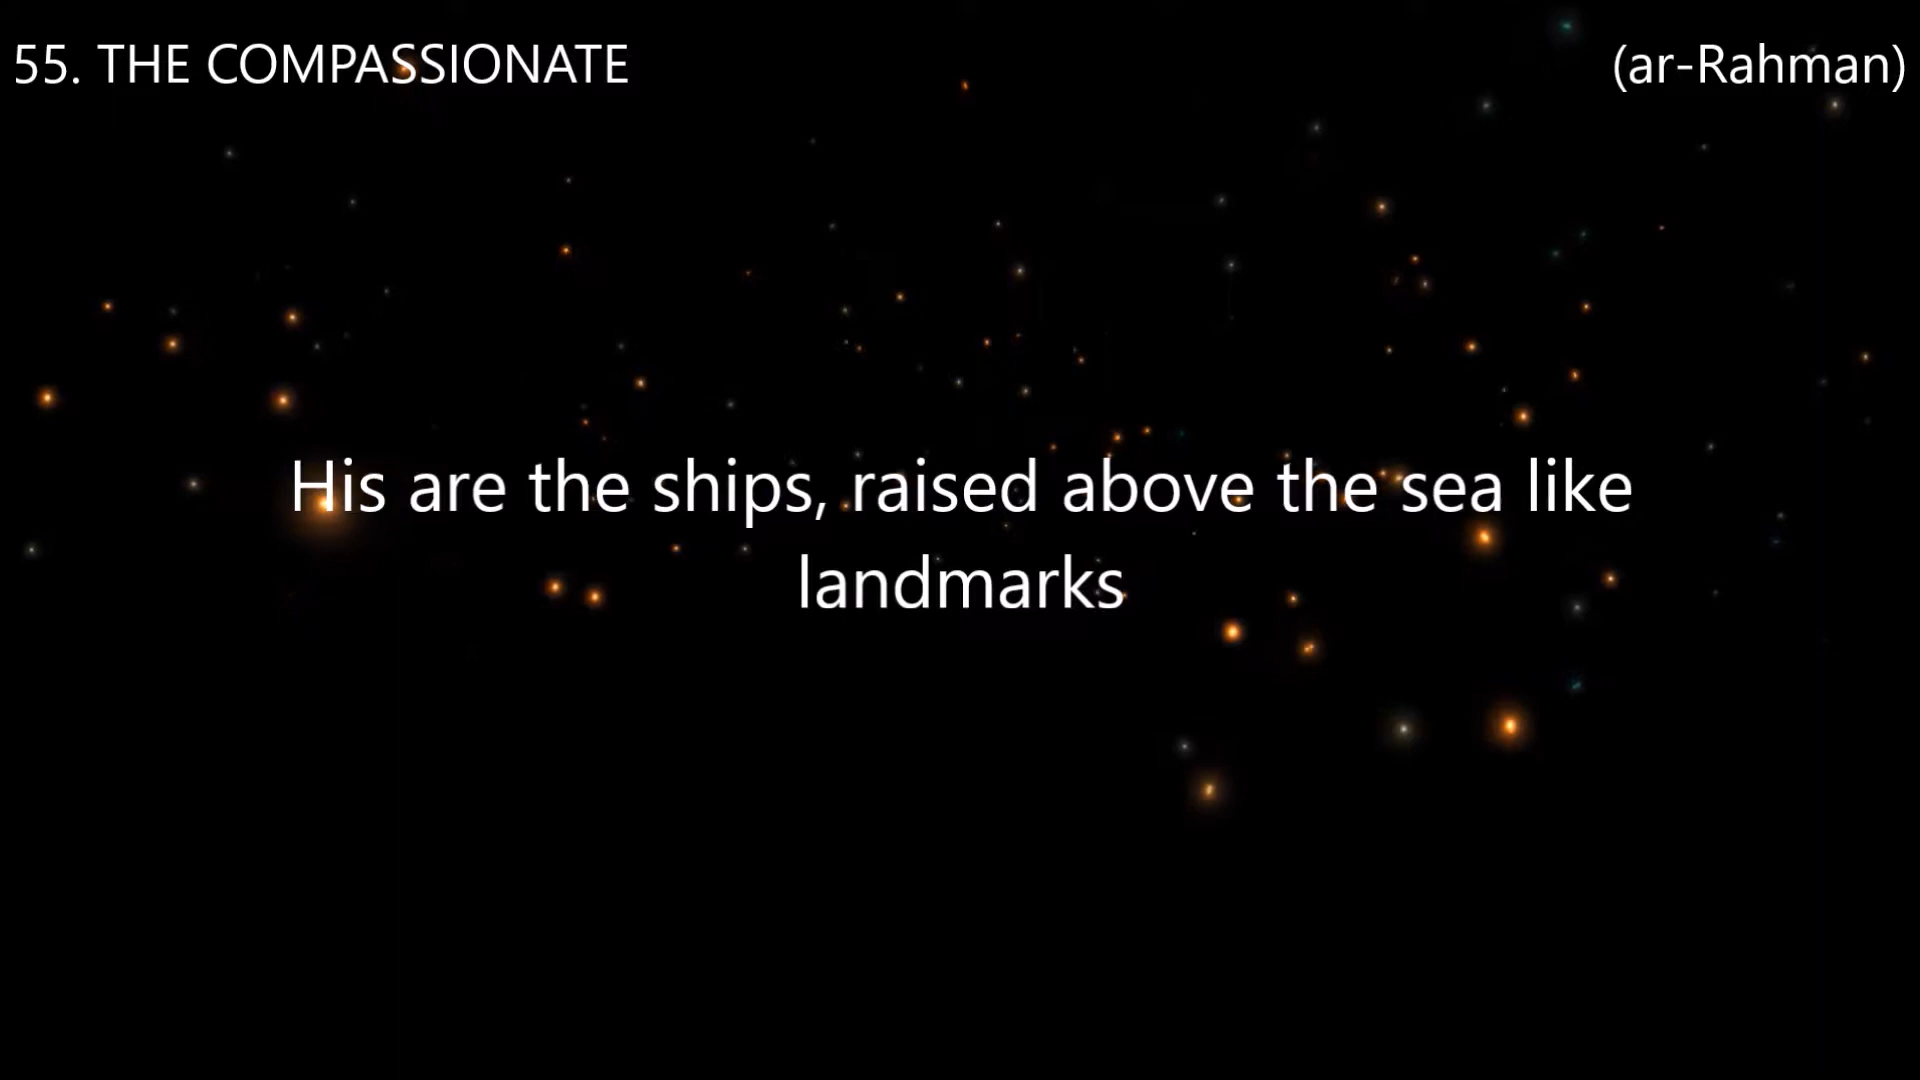 55. THE COMPASSIONATE (ar-Rahman)
His are the ships, raised above the sea like
landmarks